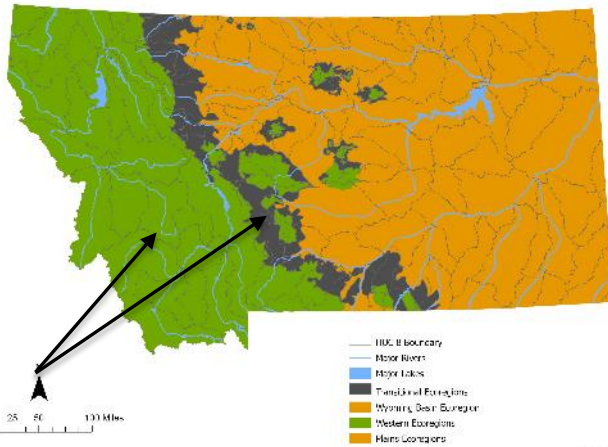 HUC 8 Boundary
Major Rivers
Major Lakes
Transitional Ecoregions
Wyoming Basin Ecoregion
Western Ecoregions
Plains Ecoregions
25 50 100 Miles